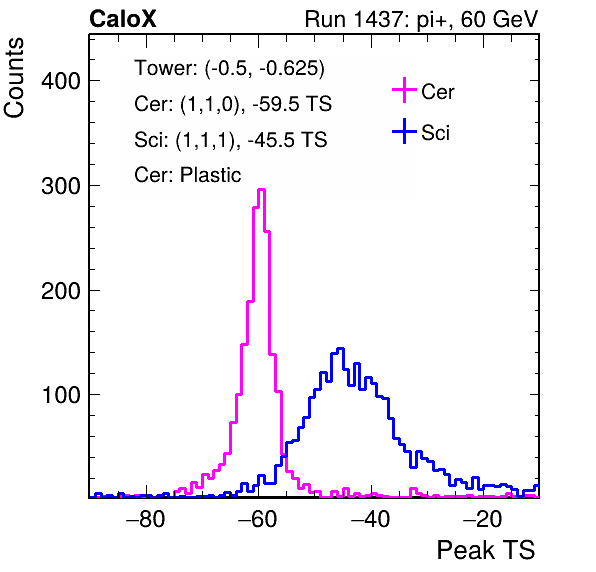 CaloX Run 1437: pi+, 60 GeV
Counts
Tower: (-0.5, -0.625)
Cer: (1,1,0), -59.5 TS
Sci: (1,1,1), -45.5 TS
Cer: Plastic
Cer
Sci
400
300
200
100
−80 −60 −40 −20
Peak TS